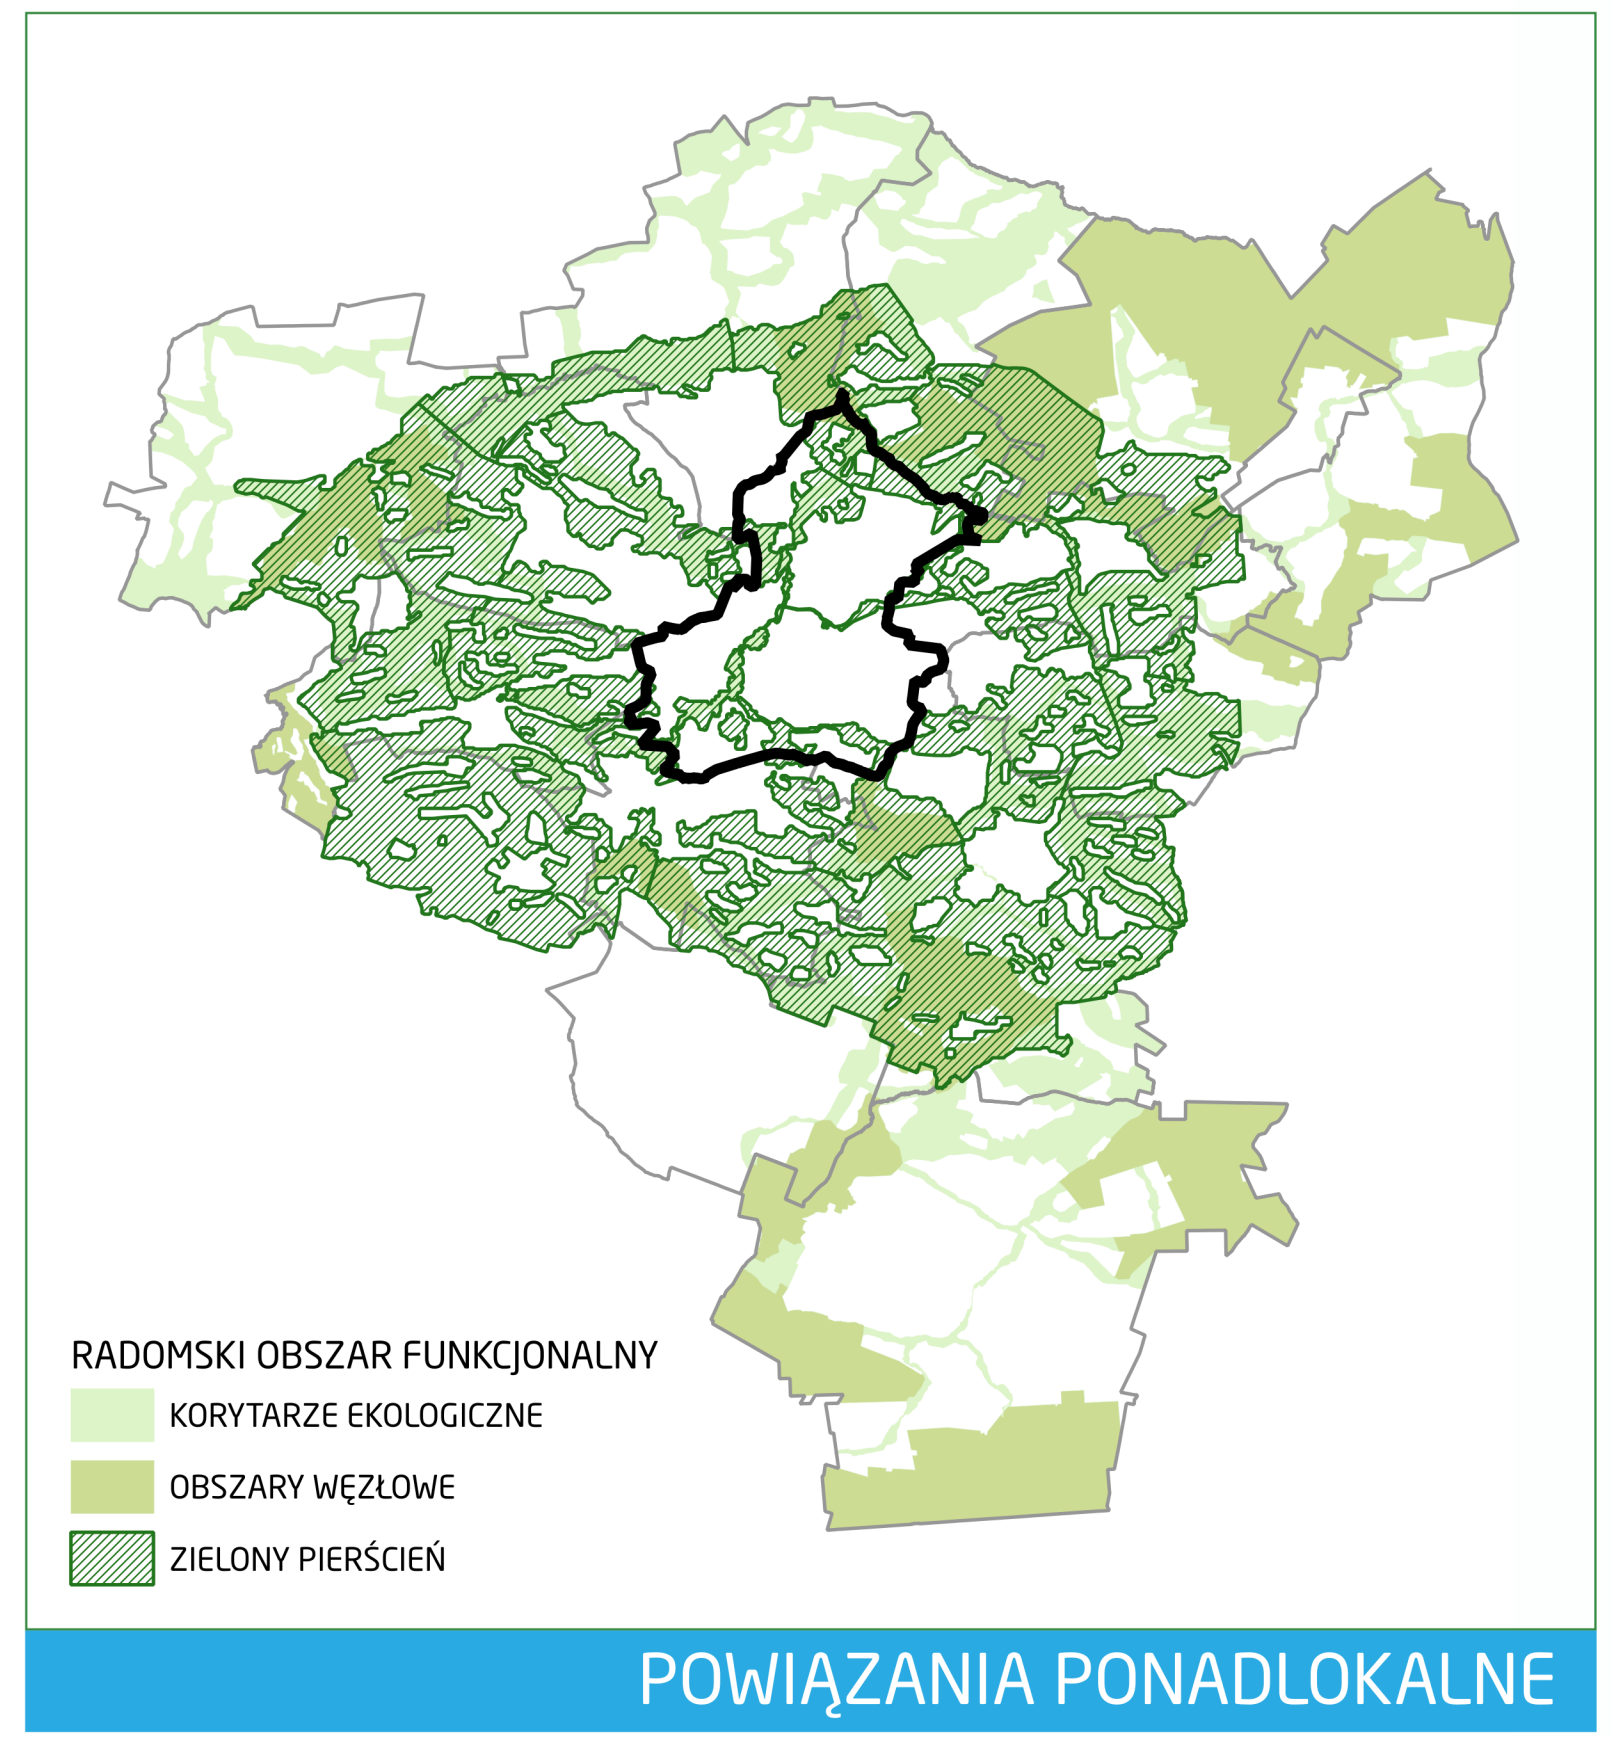 RADOMSKI OBSZAR FUNKCJONALNY
KORYTARZE EKOLOGICZNE
OBSZARY WĘZŁOWE
ZIELONY PIERŚCIEŃ
POWIĄZANIA PONADLOKALNE